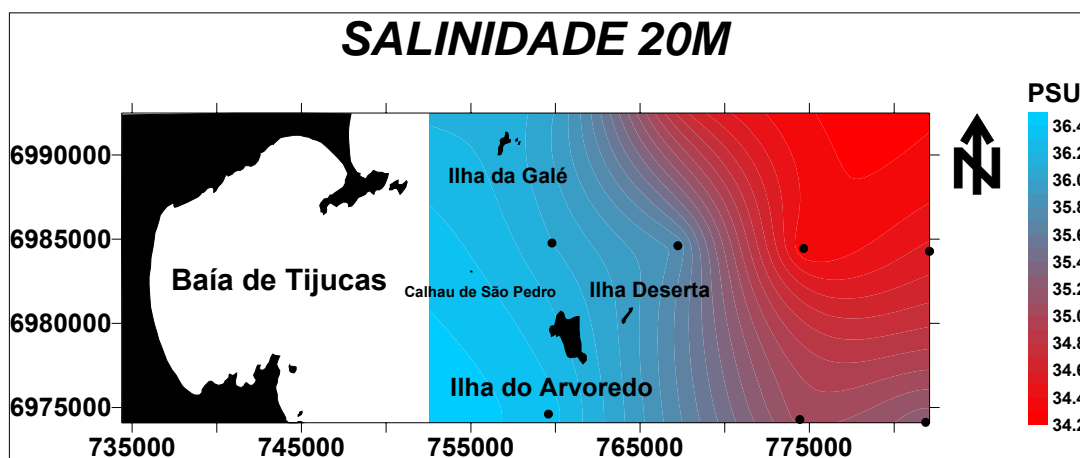 SALINIDADE 20M
PSU
6990000
6985000
6980000
6975000
735000 745000 755000 765000 775000
Ilha da Galé
Baía de Tijucas
Calhau de São Pedro
Ilha Deserta
Ilha do Arvoredo
N
36.4
36.2
36.0
35.8
35.6
35.4
35.2
35.0
34.8
34.6
34.4
34.2